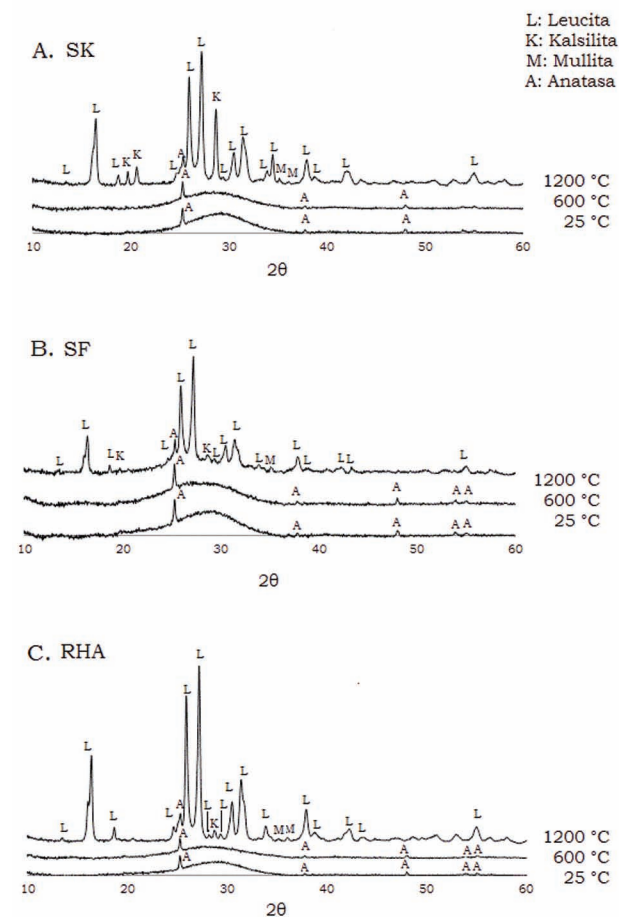 L: Leucita
K: Kalsilita
M: Mullita
A: Anatasa
A. SK
L L L K K L A A L L K L L L L L M M L L L L
1200 °C
A A
600 °C
A A A
25 °C
10 20 30 40 50 60
2θ
B. SF
L L L K L A A L L K L L L L M L L L L L
1200 °C
A A A A
600 °C
A A A A A
25 °C
10 20 30 40 50 60
2θ
C. RHA
L L L L A A L L L K L L L L M M L L L L L
1200 °C
A A A
600 °C
A A A A A
25 °C
10 20 30 40 50 60
2θ